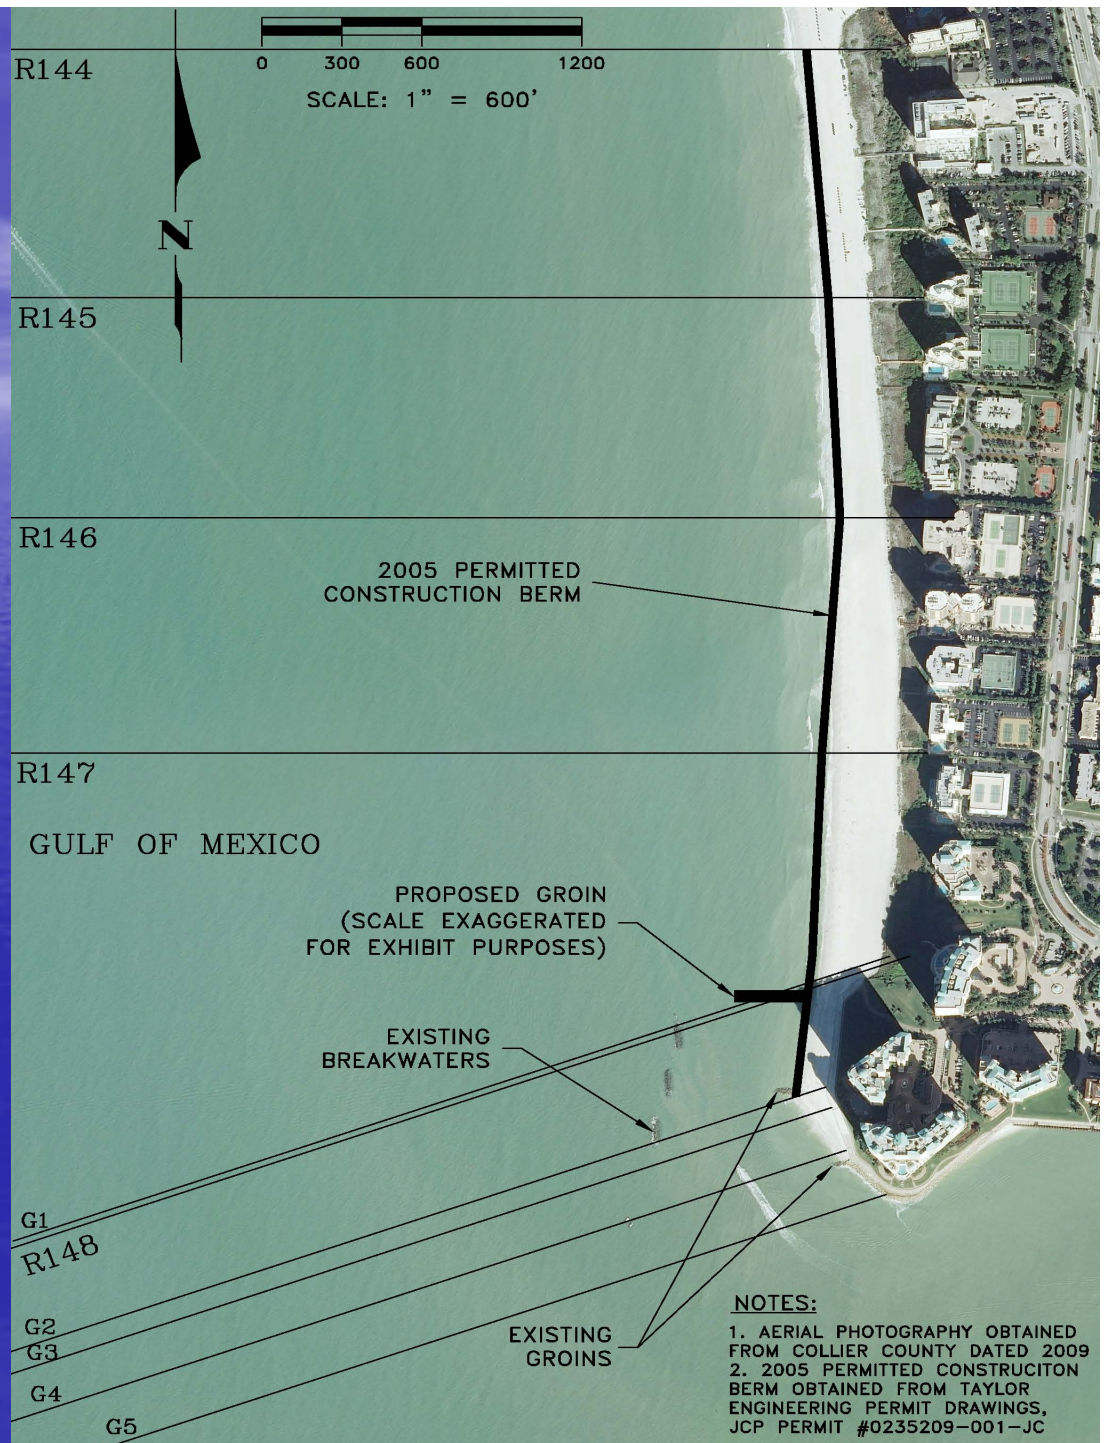 R144
0 300 600 1200
SCALE: 1" = 600'
N
R145
R146
2005 PERMITTED
CONSTRUCTION BERM
R147
GULF OF MEXICO
PROPOSED GROIN
(SCALE EXAGGERATED
FOR EXHIBIT PURPOSES)
EXISTING
BREAKWATERS
G1
R148
G2
G3
G4
G5
EXISTING
GROINS
NOTES:
1. AERIAL PHOTOGRAPHY OBTAINED
FROM COLLIER COUNTY DATED 2009
2. 2005 PERMITTED CONSTRUCITON
BERM OBTAINED FROM TAYLOR
ENGINEERING PERMIT DRAWINGS,
JCP PERMIT #0235209-001-JC